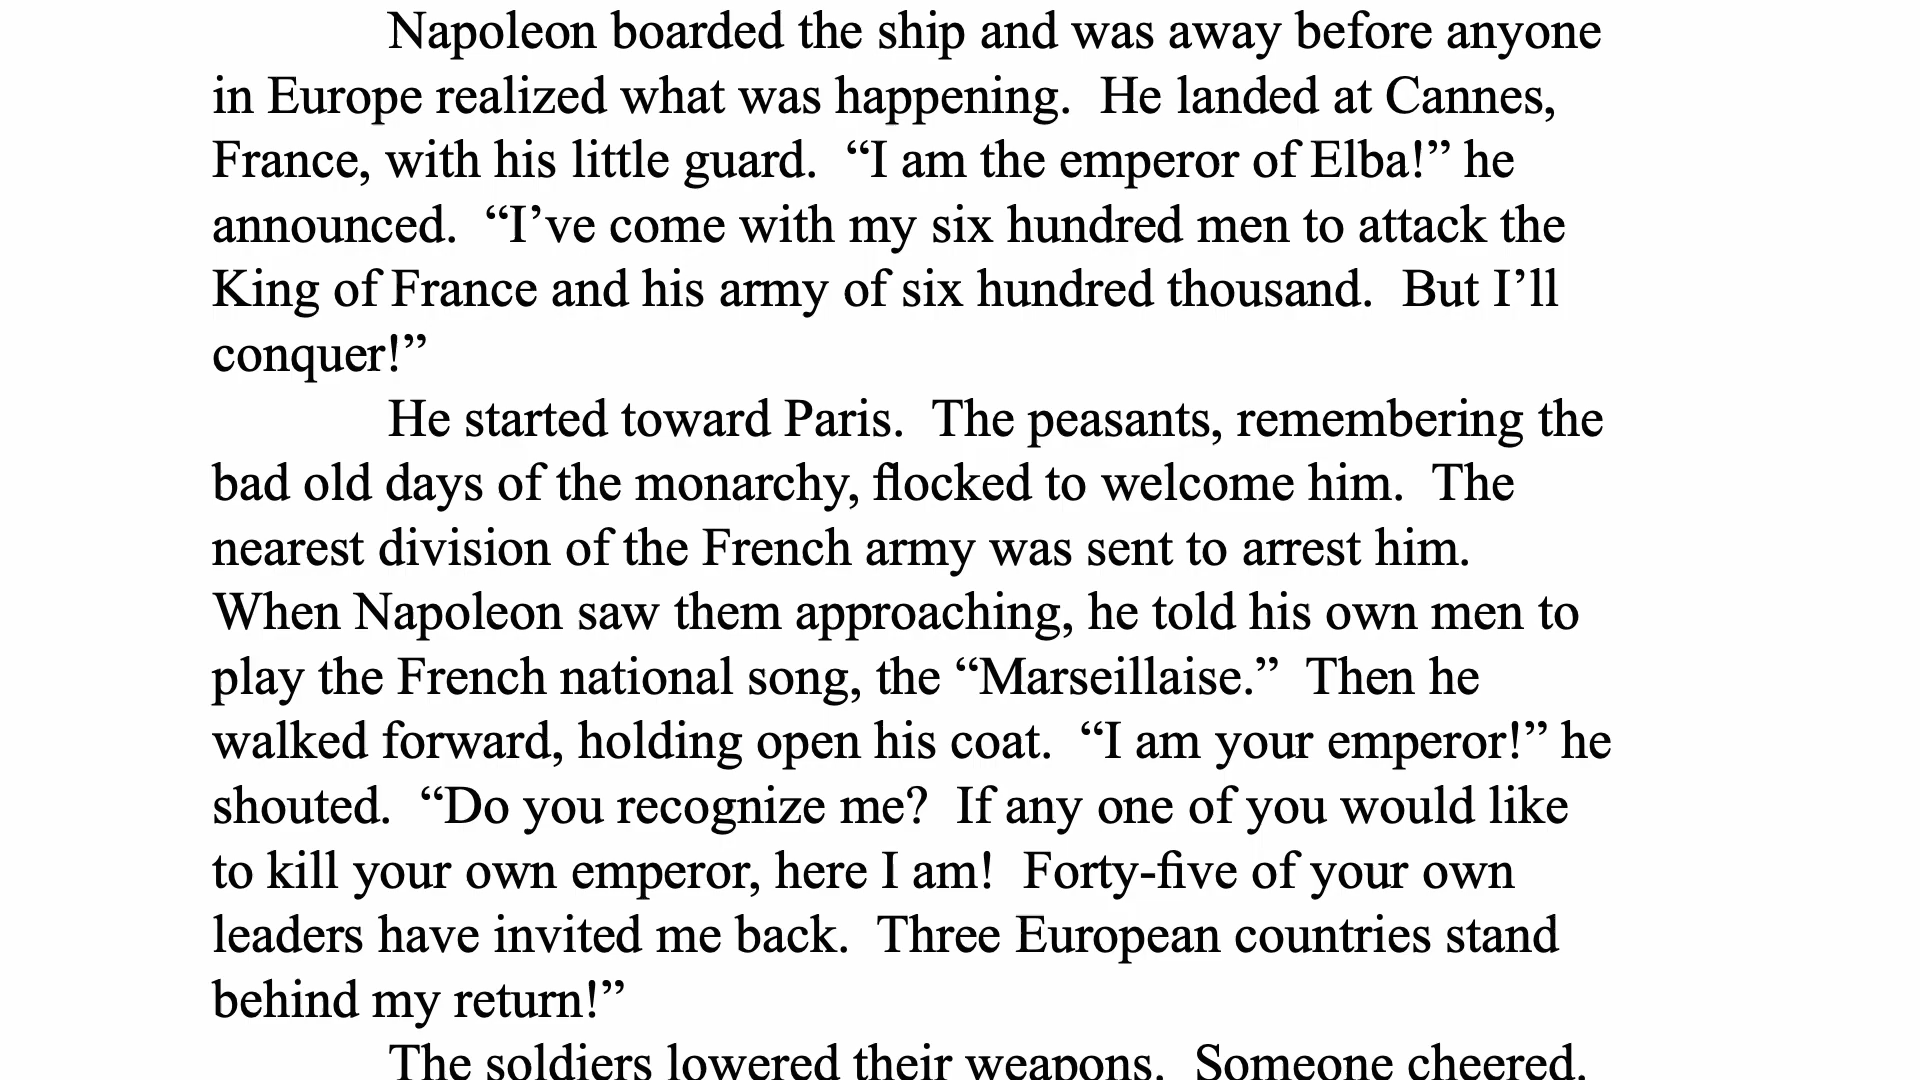 Napoleon boarded the ship and was away before anyone
in Europe realized what was happening.  He landed at Cannes,
France, with his little guard.  “I am the emperor of Elba!” he
announced.  “I’ve come with my six hundred men to attack the
King of France and his army of six hundred thousand.  But I’ll
conquer!”
He started toward Paris.  The peasants, remembering the
bad old days of the monarchy, flocked to welcome him.  The
nearest division of the French army was sent to arrest him.
When Napoleon saw them approaching, he told his own men to
play the French national song, the “Marseillaise.”  Then he
walked forward, holding open his coat.  “I am your emperor!” he
shouted.  “Do you recognize me?  If any one of you would like
to kill your own emperor, here I am!  Forty-five of your own
leaders have invited me back.  Three European countries stand
behind my return!”
The soldiers lowered their weapons.  Someone cheered.